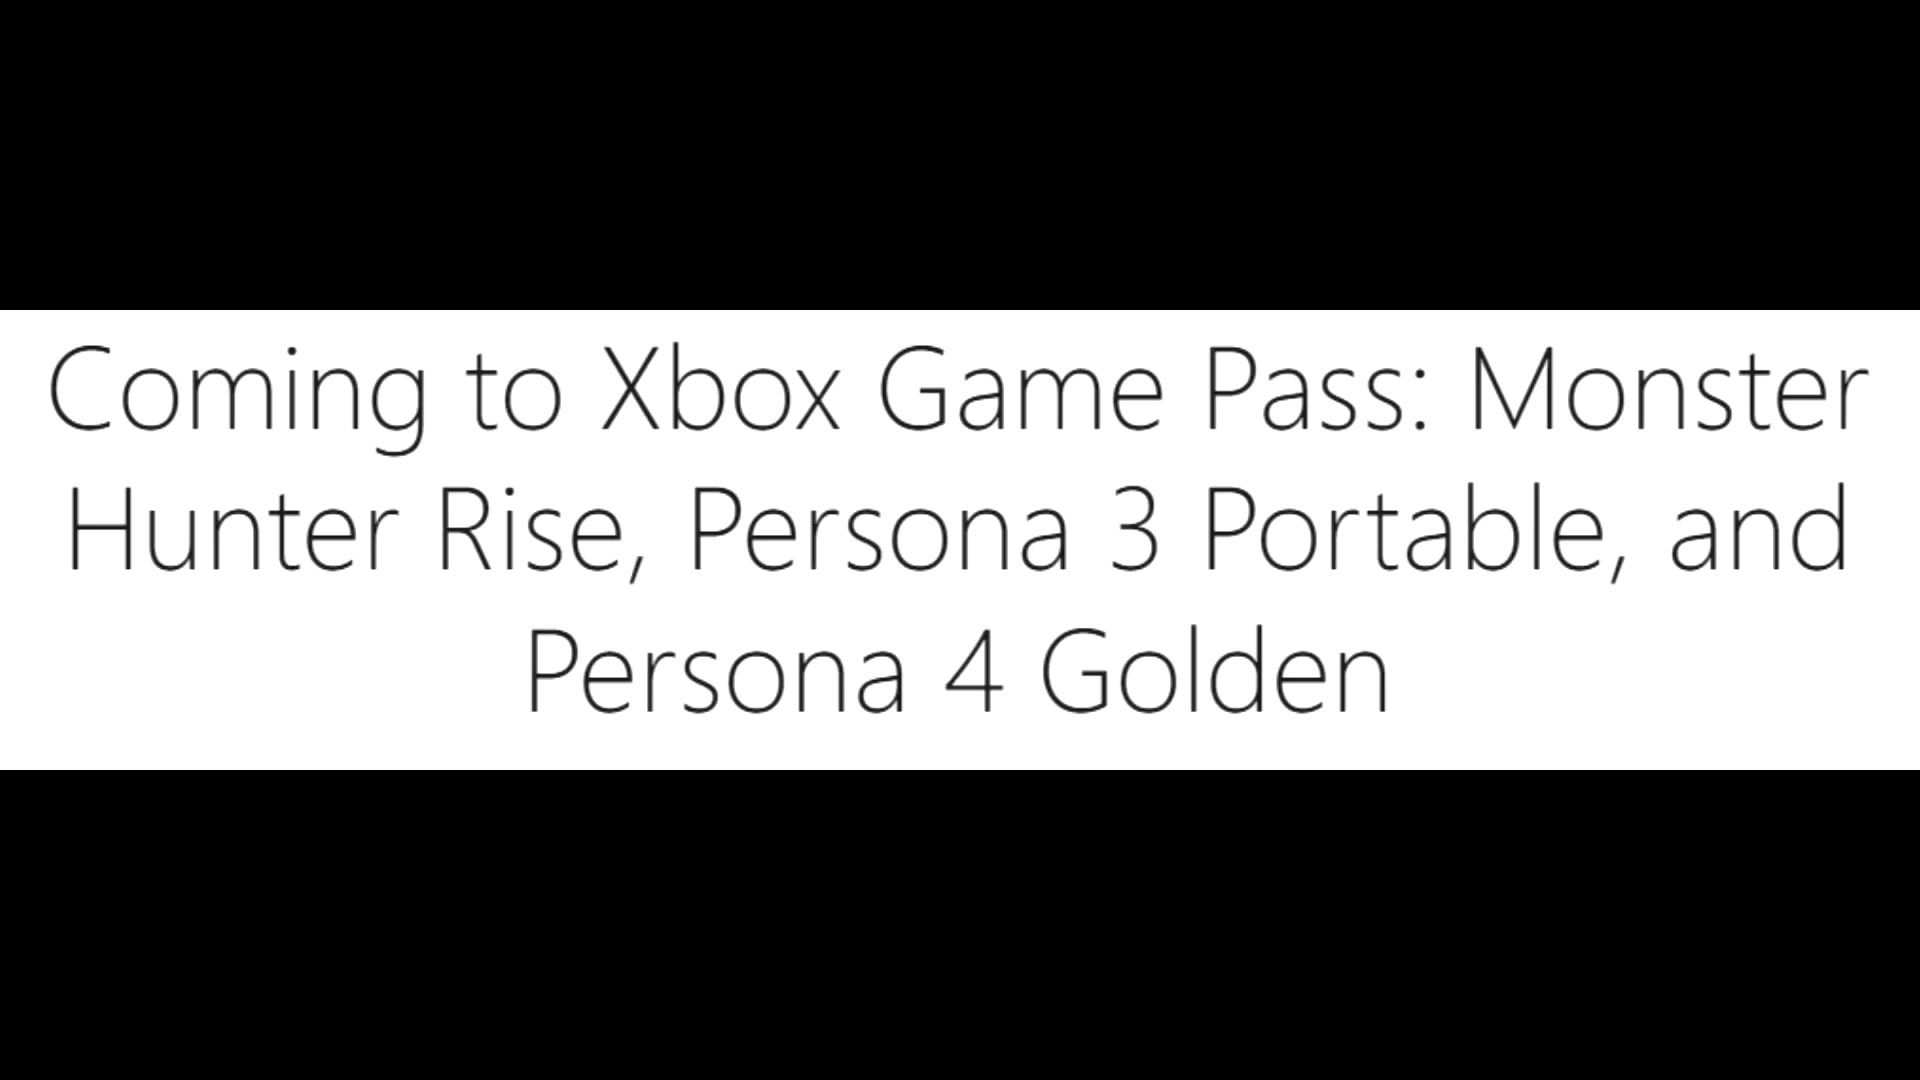 Coming to Xbox Game Pass: Monster
Hunter Rise, Persona 3 Portable, and
Persona 4 Golden